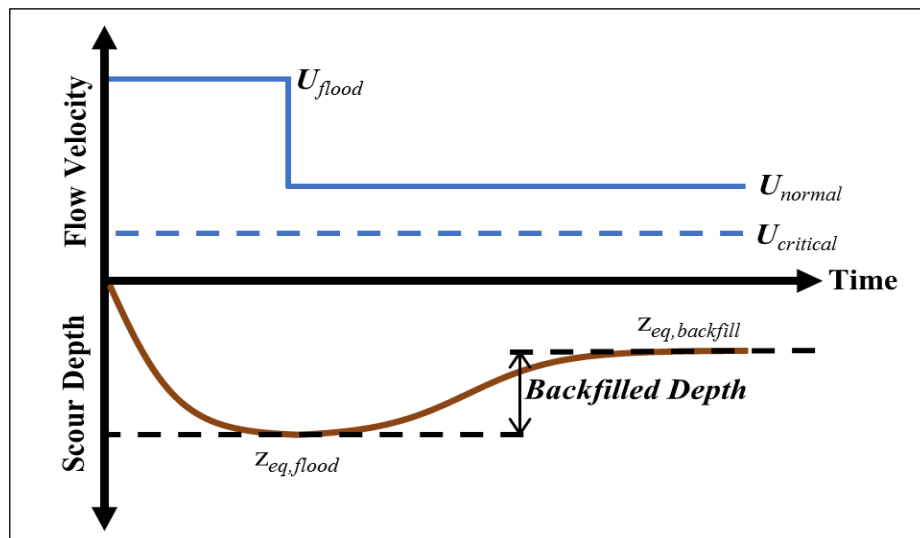 Flow Velocity
U_flood
U_normal
U_critical
Time
Scour Depth
z_eq,backfill
Backfilled Depth
z_eq,flood